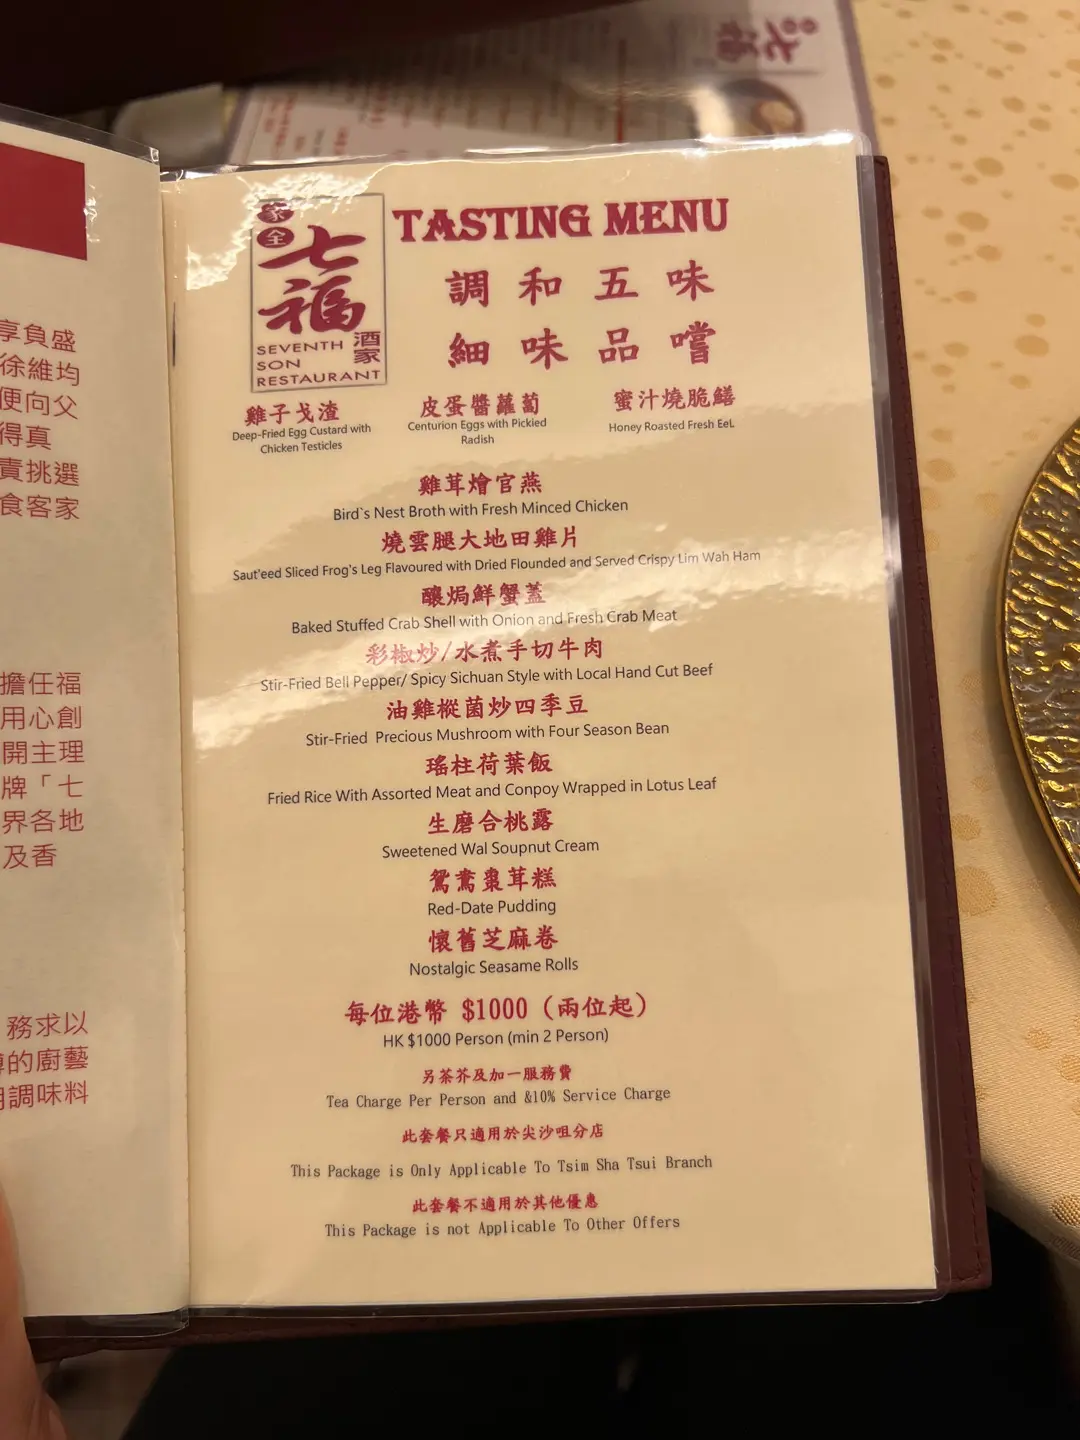 享負盛
徐維均
便向父
得真
責挑選
食客家
擔任福
用心創
開主理
牌「七
界各地
及香
務求以
的廚藝
調味料
家全
七福
酒家
SEVENTH
SON
RESTAURANT
TASTING MENU
調和五味
細味品嚐
雞子戈渣
Deep-Fried Egg Custard with
Chicken Testicles
皮蛋醬蘿蔔
Centurion Eggs with Pickled
Radish
蜜汁燒脆鱔
Honey Roasted Fresh EeL
雞茸燴官燕
Bird`s Nest Broth with Fresh Minced Chicken
燒雲腿大地田雞片
Saut'eed Sliced Frog's Leg Flavoured with Dried Flounded and Served Crispy Lim Wah Ham
釀焗鮮蟹蓋
Baked Stuffed Crab Shell with Onion and Fresh Crab Meat
彩椒炒/水煮手切牛肉
Stir-Fried Bell Pepper/ Spicy Sichuan Style with Local Hand Cut Beef
油雞樅菌炒四季豆
Stir-Fried Precious Mushroom with Four Season Bean
瑤柱荷葉飯
Fried Rice With Assorted Meat and Conpoy Wrapped in Lotus Leaf
生磨合桃露
Sweetened Wal Soupnut Cream
鴛鴦棗茸糕
Red-Date Pudding
懷舊芝麻卷
Nostalgic Seasame Rolls
每位港幣 $1000 (兩位起)
HK $1000 Person (min 2 Person)
另茶芥及加一服務費
Tea Charge Per Person and &10% Service Charge
此套餐只適用於尖沙咀分店
This Package is Only Applicable To Tsim Sha Tsui Branch
此套餐不適用於其他優惠
This Package is not Applicable To Other Offers